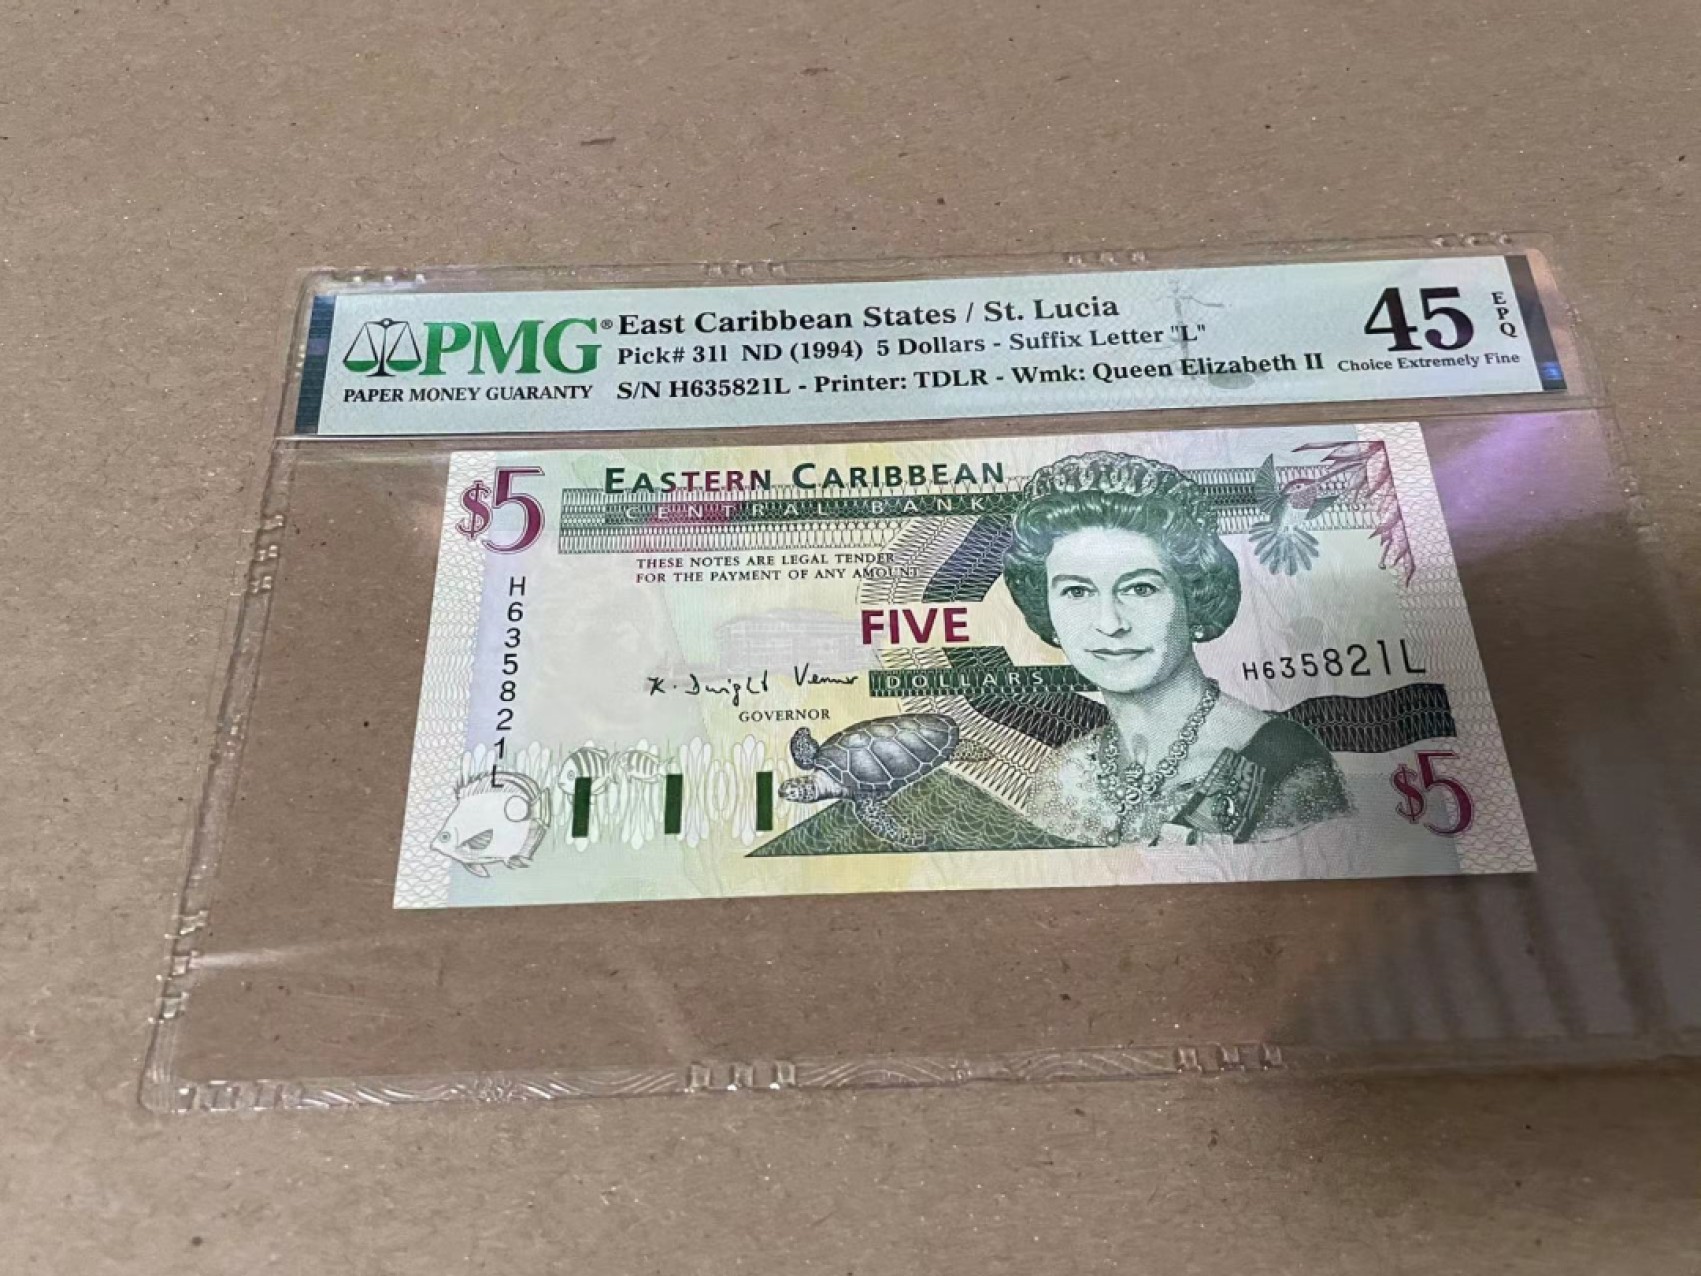 PMG®
PAPER MONEY GUARANTY
East Caribbean States / St. Lucia
Pick# 31l ND (1994) 5 Dollars - Suffix Letter "L"
S/N H635821L - Printer: TDLR - Wmk: Queen Elizabeth II
45
EPQ
Choice Extremely Fine
$5
EASTERN CARIBBEAN
CENTRAL BANK
THESE NOTES ARE LEGAL TENDER
FOR THE PAYMENT OF ANY AMOUNT
H635821L
FIVE
DOLLARS
K. Dwight Venner
GOVERNOR
H635821L
$5